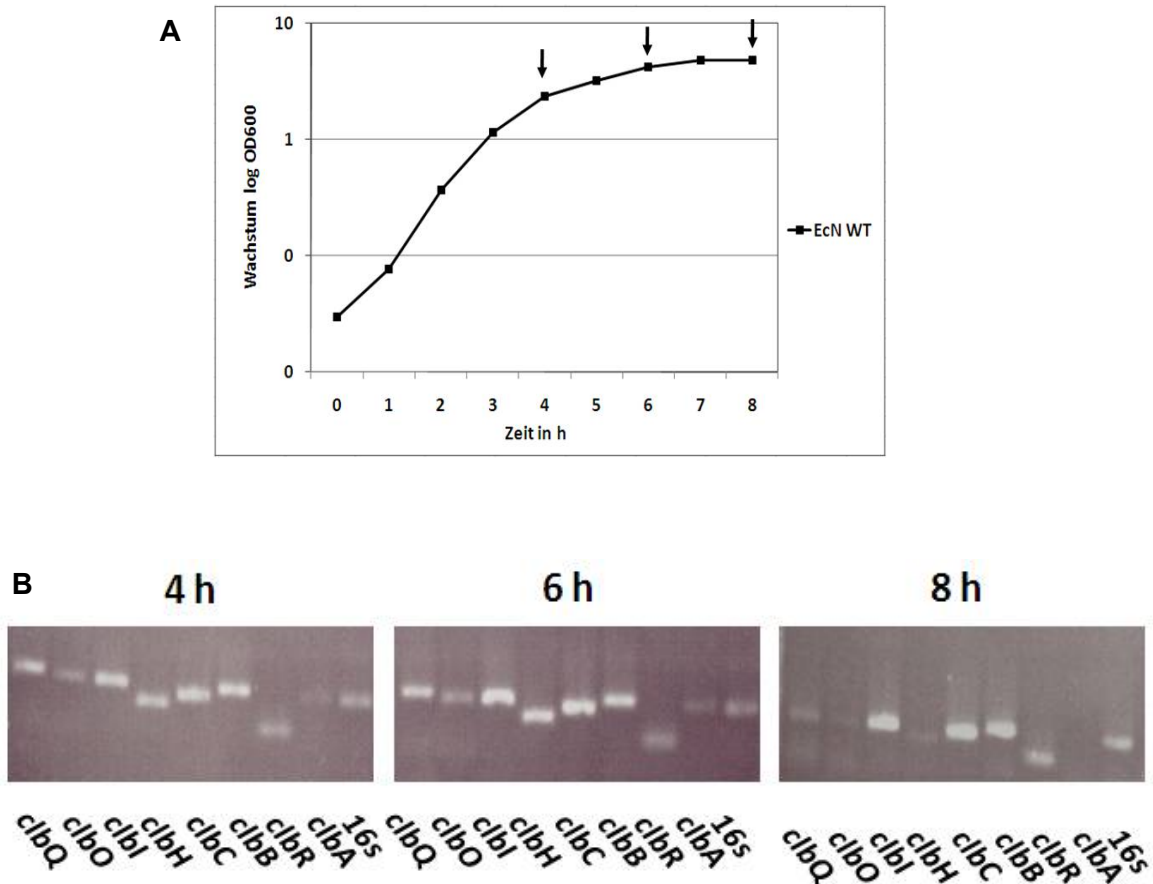 A
10
1
0
0
Wachstum log OD600
0 1 2 3 4 5 6 7 8
Zeit in h
EcN WT
B
4 h 6 h 8 h
clbQ clbO clbI clbH clbC clbB clbR clbA 16s clbQ clbO clbI clbH clbC clbB clbR clbA 16s clbQ clbO clbI clbH clbC clbB clbR clbA 16s